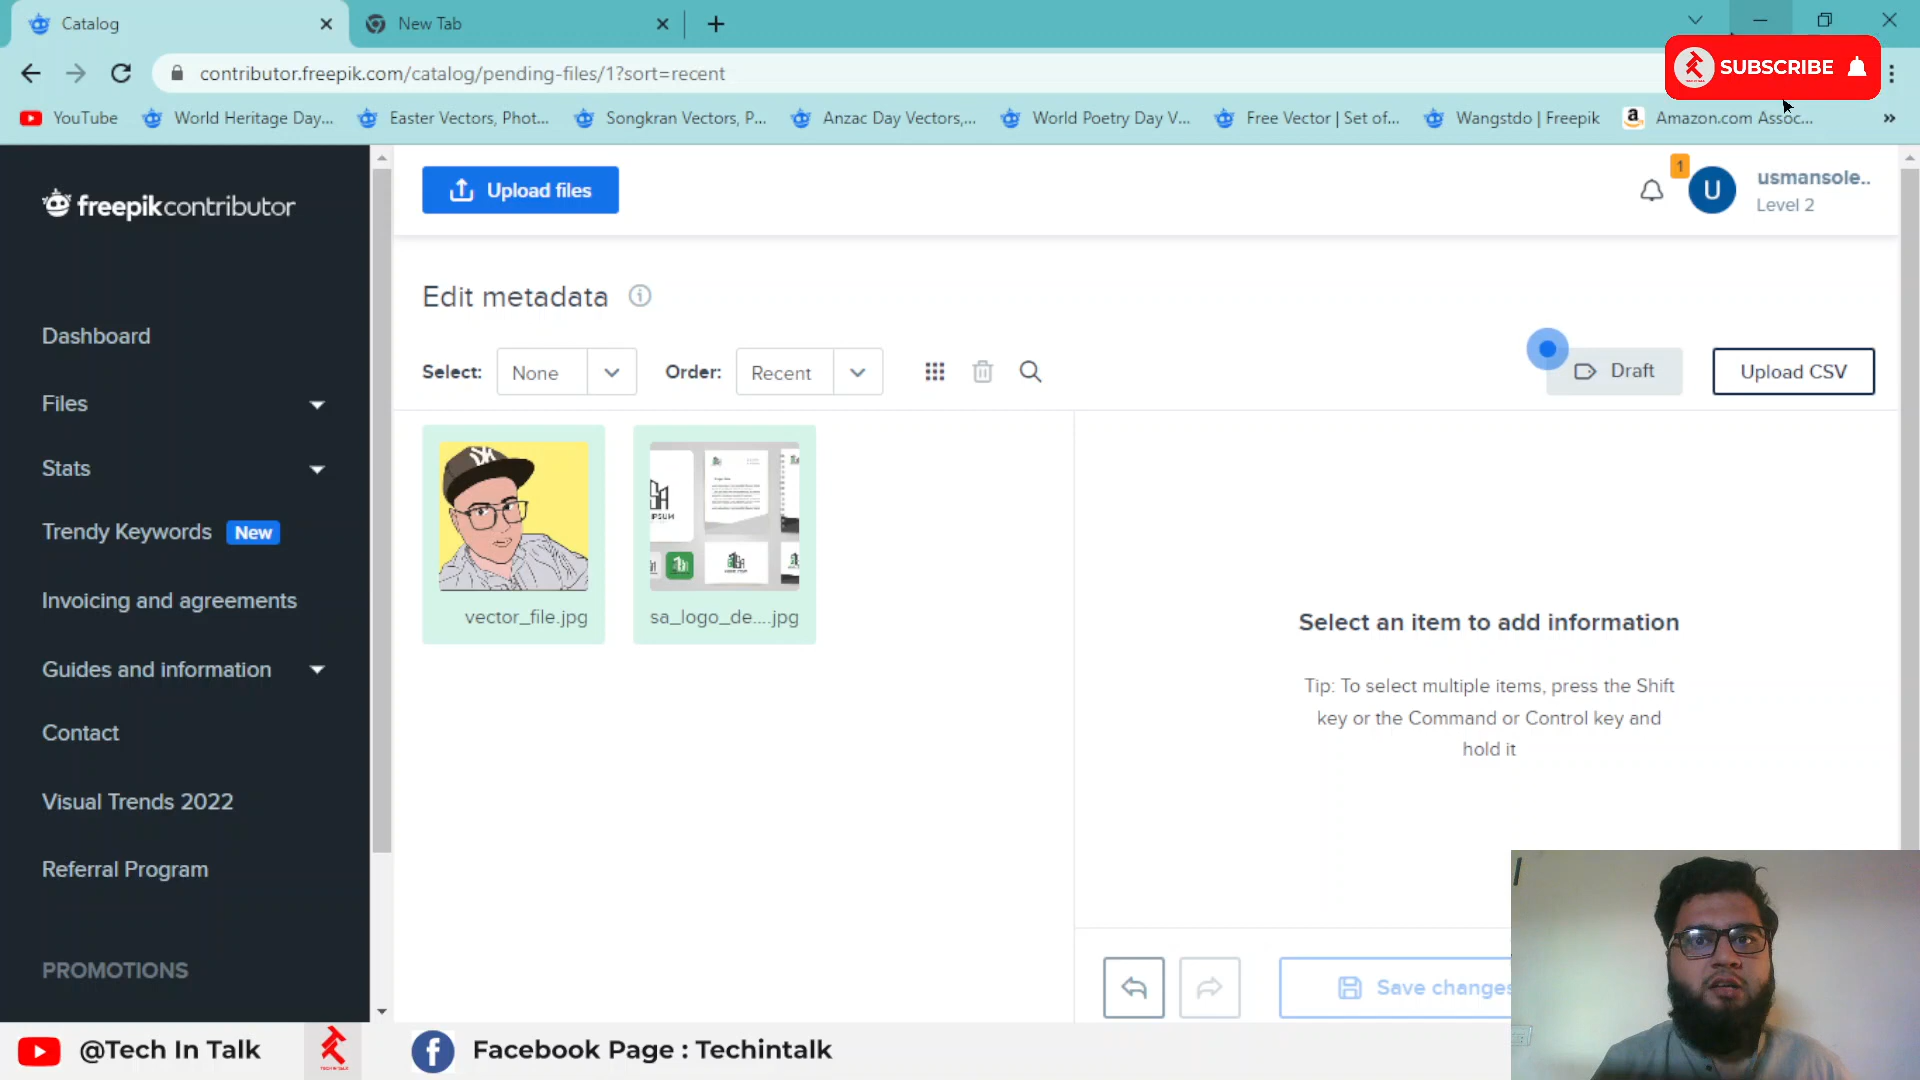 Catalog
New Tab
contributor.freepik.com/catalog/pending-files/1?sort=recent
SUBSCRIBE
YouTube
World Heritage Day...
Easter Vectors, Phot...
Songkran Vectors, P...
Anzac Day Vectors,...
World Poetry Day V...
Free Vector | Set of...
Wangstdo | Freepik
Amazon.com Assoc...
»
freepikcontributor
Upload files
1
U
usmansole..
Level 2
Edit metadata
Select:
None
Order:
Recent
Draft
Upload CSV
Dashboard
Files
Stats
Trendy Keywords New
Invoicing and agreements
Guides and information
Contact
Visual Trends 2022
Referral Program
PROMOTIONS
vector_file.jpg
sa_logo_de....jpg
Select an item to add information
Tip: To select multiple items, press the Shift
key or the Command or Control key and
hold it
Save changes
@Tech In Talk
TECH IN TALK
Facebook Page : Techintalk